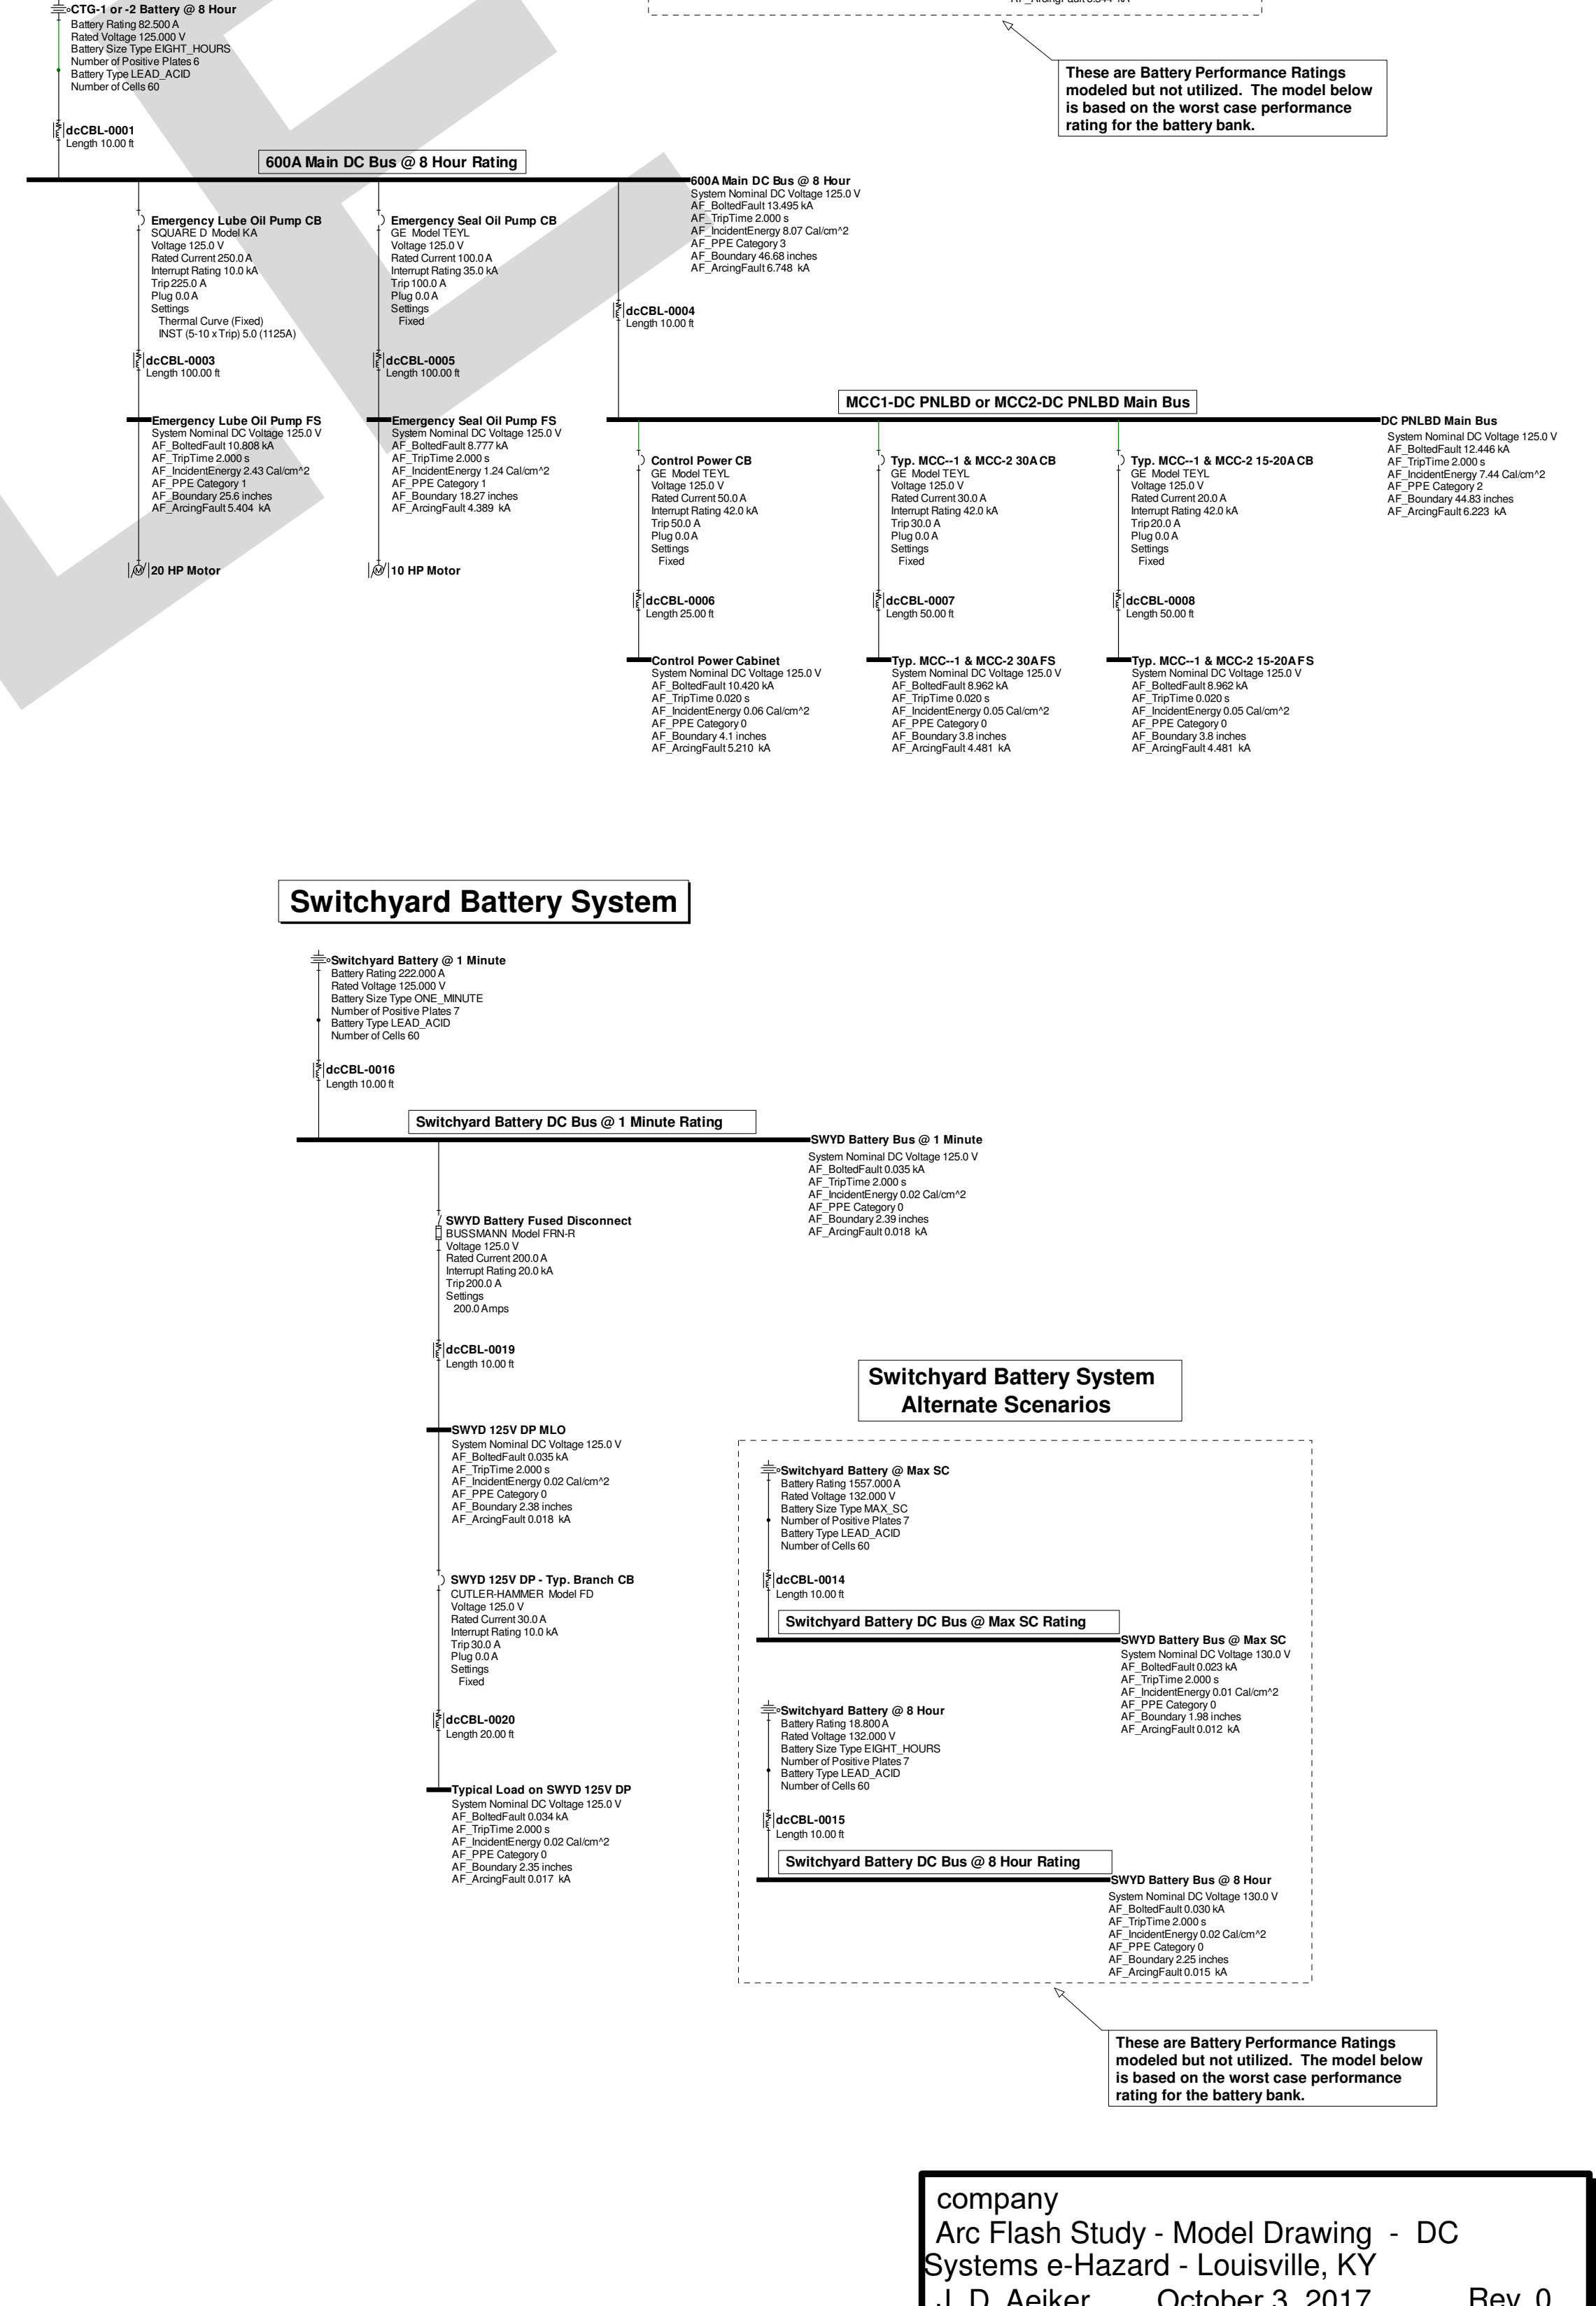 CTG-1 or -2 Battery @ 8 Hour
Battery Rating 82.500 A
Rated Voltage 125.000 V
Battery Size Type EIGHT_HOURS
Number of Positive Plates 6
Battery Type LEAD_ACID
Number of Cells 60
These are Battery Performance Ratings
modeled but not utilized. The model below
is based on the worst case performance
rating for the battery bank.
dcCBL-0001
Length 10.00 ft
600A Main DC Bus @ 8 Hour Rating
600A Main DC Bus @ 8 Hour
System Nominal DC Voltage 125.0 V
AF_BoltedFault 13.495 kA
AF_TripTime 2.000 s
AF_IncidentEnergy 8.07 Cal/cm^2
AF_PPE Category 3
AF_Boundary 46.68 inches
AF_ArcingFault 6.748 kA
Emergency Lube Oil Pump CB
SQUARE D Model KA
Voltage 125.0 V
Rated Current 250.0 A
Interrupt Rating 10.0 kA
Trip 225.0 A
Plug 0.0 A
Settings
Thermal Curve (Fixed)
INST (5-10 x Trip) 5.0 (1125A)
Emergency Seal Oil Pump CB
GE Model TEYL
Voltage 125.0 V
Rated Current 100.0 A
Interrupt Rating 35.0 kA
Trip 100.0 A
Plug 0.0 A
Settings
Fixed
dcCBL-0004
Length 10.00 ft
dcCBL-0003
Length 100.00 ft
dcCBL-0005
Length 100.00 ft
MCC1-DC PNLBD or MCC2-DC PNLBD Main Bus
DC PNLBD Main Bus
System Nominal DC Voltage 125.0 V
AF_BoltedFault 12.446 kA
AF_TripTime 2.000 s
AF_IncidentEnergy 7.44 Cal/cm^2
AF_PPE Category 2
AF_Boundary 44.83 inches
AF_ArcingFault 6.223 kA
Emergency Lube Oil Pump FS
System Nominal DC Voltage 125.0 V
AF_BoltedFault 10.808 kA
AF_TripTime 2.000 s
AF_IncidentEnergy 2.43 Cal/cm^2
AF_PPE Category 1
AF_Boundary 25.6 inches
AF_ArcingFault 5.404 kA
Emergency Seal Oil Pump FS
System Nominal DC Voltage 125.0 V
AF_BoltedFault 8.777 kA
AF_TripTime 2.000 s
AF_IncidentEnergy 1.24 Cal/cm^2
AF_PPE Category 1
AF_Boundary 18.27 inches
AF_ArcingFault 4.389 kA
Control Power CB
GE Model TEYL
Voltage 125.0 V
Rated Current 50.0 A
Interrupt Rating 42.0 kA
Trip 50.0 A
Plug 0.0 A
Settings
Fixed
Typ. MCC--1 & MCC-2 30A CB
GE Model TEYL
Voltage 125.0 V
Rated Current 30.0 A
Interrupt Rating 42.0 kA
Trip 30.0 A
Plug 0.0 A
Settings
Fixed
Typ. MCC--1 & MCC-2 15-20A CB
GE Model TEYL
Voltage 125.0 V
Rated Current 20.0 A
Interrupt Rating 42.0 kA
Trip 20.0 A
Plug 0.0 A
Settings
Fixed
M
20 HP Motor
M
10 HP Motor
dcCBL-0006
Length 25.00 ft
dcCBL-0007
Length 50.00 ft
dcCBL-0008
Length 50.00 ft
Control Power Cabinet
System Nominal DC Voltage 125.0 V
AF_BoltedFault 10.420 kA
AF_TripTime 0.020 s
AF_IncidentEnergy 0.06 Cal/cm^2
AF_PPE Category 0
AF_Boundary 4.1 inches
AF_ArcingFault 5.210 kA
Typ. MCC--1 & MCC-2 30A FS
System Nominal DC Voltage 125.0 V
AF_BoltedFault 8.962 kA
AF_TripTime 0.020 s
AF_IncidentEnergy 0.05 Cal/cm^2
AF_PPE Category 0
AF_Boundary 3.8 inches
AF_ArcingFault 4.481 kA
Typ. MCC--1 & MCC-2 15-20A FS
System Nominal DC Voltage 125.0 V
AF_BoltedFault 8.962 kA
AF_TripTime 0.020 s
AF_IncidentEnergy 0.05 Cal/cm^2
AF_PPE Category 0
AF_Boundary 3.8 inches
AF_ArcingFault 4.481 kA
Switchyard Battery System
Switchyard Battery @ 1 Minute
Battery Rating 222.000 A
Rated Voltage 125.000 V
Battery Size Type ONE_MINUTE
Number of Positive Plates 7
Battery Type LEAD_ACID
Number of Cells 60
dcCBL-0016
Length 10.00 ft
Switchyard Battery DC Bus @ 1 Minute Rating
SWYD Battery Bus @ 1 Minute
System Nominal DC Voltage 125.0 V
AF_BoltedFault 0.035 kA
AF_TripTime 2.000 s
AF_IncidentEnergy 0.02 Cal/cm^2
AF_PPE Category 0
AF_Boundary 2.39 inches
AF_ArcingFault 0.018 kA
SWYD Battery Fused Disconnect
BUSSMANN Model FRN-R
Voltage 125.0 V
Rated Current 200.0 A
Interrupt Rating 20.0 kA
Trip 200.0 A
Settings
200.0 Amps
dcCBL-0019
Length 10.00 ft
SWYD 125V DP MLO
System Nominal DC Voltage 125.0 V
AF_BoltedFault 0.035 kA
AF_TripTime 2.000 s
AF_IncidentEnergy 0.02 Cal/cm^2
AF_PPE Category 0
AF_Boundary 2.38 inches
AF_ArcingFault 0.018 kA
SWYD 125V DP - Typ. Branch CB
CUTLER-HAMMER Model FD
Voltage 125.0 V
Rated Current 30.0 A
Interrupt Rating 10.0 kA
Trip 30.0 A
Plug 0.0 A
Settings
Fixed
dcCBL-0020
Length 20.00 ft
Typical Load on SWYD 125V DP
System Nominal DC Voltage 125.0 V
AF_BoltedFault 0.034 kA
AF_TripTime 2.000 s
AF_IncidentEnergy 0.02 Cal/cm^2
AF_PPE Category 0
AF_Boundary 2.35 inches
AF_ArcingFault 0.017 kA
Switchyard Battery System
Alternate Scenarios
Switchyard Battery @ Max SC
Battery Rating 1557.000 A
Rated Voltage 132.000 V
Battery Size Type MAX_SC
Number of Positive Plates 7
Battery Type LEAD_ACID
Number of Cells 60
dcCBL-0014
Length 10.00 ft
Switchyard Battery DC Bus @ Max SC Rating
SWYD Battery Bus @ Max SC
System Nominal DC Voltage 130.0 V
AF_BoltedFault 0.023 kA
AF_TripTime 2.000 s
AF_IncidentEnergy 0.01 Cal/cm^2
AF_PPE Category 0
AF_Boundary 1.98 inches
AF_ArcingFault 0.012 kA
Switchyard Battery @ 8 Hour
Battery Rating 18.800 A
Rated Voltage 132.000 V
Battery Size Type EIGHT_HOURS
Number of Positive Plates 7
Battery Type LEAD_ACID
Number of Cells 60
dcCBL-0015
Length 10.00 ft
Switchyard Battery DC Bus @ 8 Hour Rating
SWYD Battery Bus @ 8 Hour
System Nominal DC Voltage 130.0 V
AF_BoltedFault 0.030 kA
AF_TripTime 2.000 s
AF_IncidentEnergy 0.02 Cal/cm^2
AF_PPE Category 0
AF_Boundary 2.25 inches
AF_ArcingFault 0.015 kA
These are Battery Performance Ratings
modeled but not utilized. The model below
is based on the worst case performance
rating for the battery bank.
company
Arc Flash Study - Model Drawing - DC
Systems e-Hazard - Louisville, KY
J. D. Aeiker October 3, 2017 Rev. 0